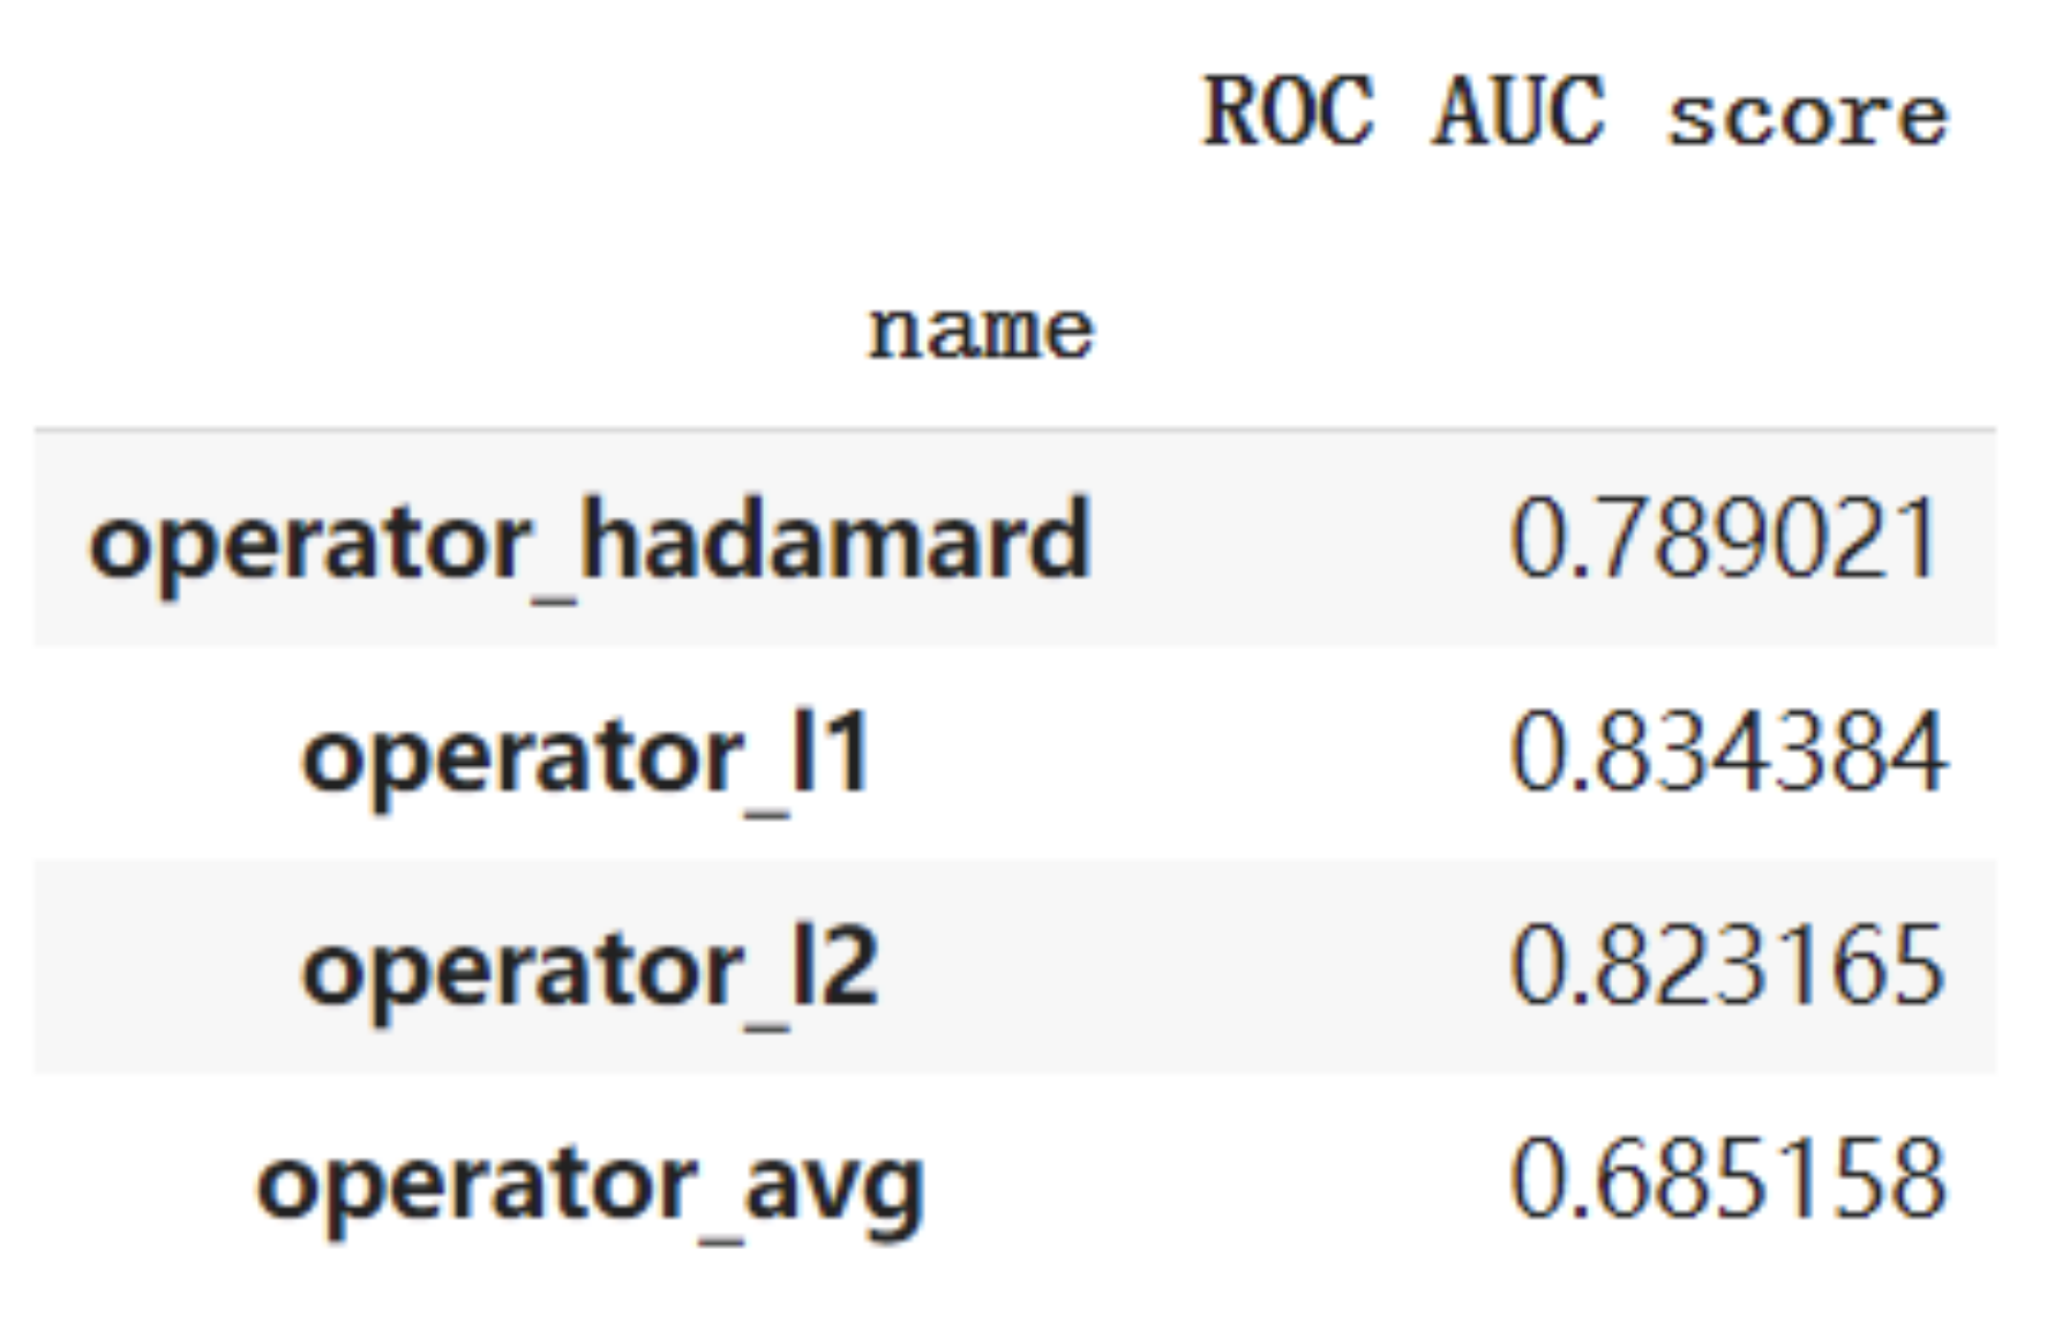 ROC AUC score
name
operator_hadamard 0.789021
operator_l1 0.834384
operator_l2 0.823165
operator_avg 0.685158